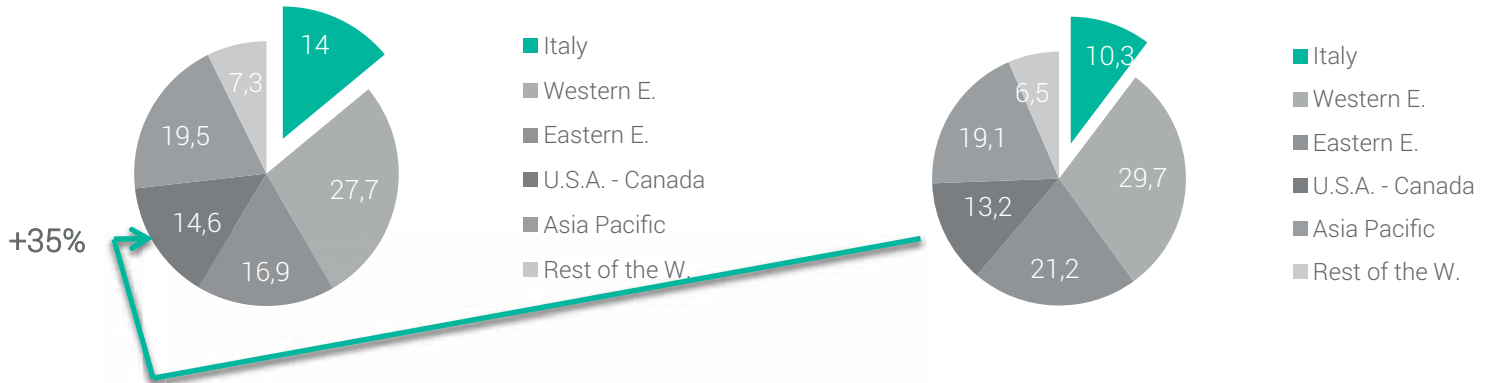 14
27,7
16,9
14,6
19,5
7,3
Italy
Western E.
Eastern E.
U.S.A. - Canada
Asia Pacific
Rest of the W.
+35%
10,3
29,7
21,2
13,2
19,1
6,5
Italy
Western E.
Eastern E.
U.S.A. - Canada
Asia Pacific
Rest of the W.